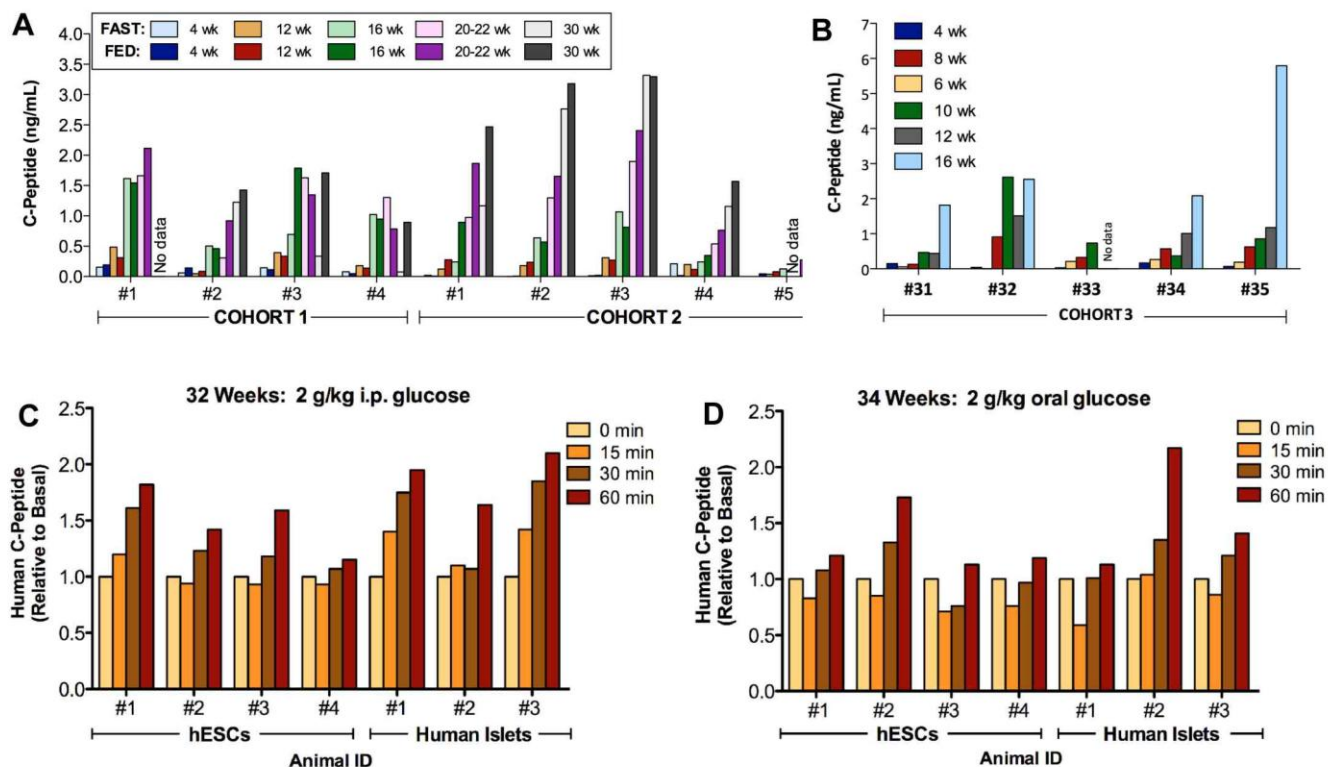 A
FAST: 4 wk 12 wk 16 wk 20-22 wk 30 wk
FED: 4 wk 12 wk 16 wk 20-22 wk 30 wk
C-Peptide (ng/mL)
4.0
3.5
3.0
2.5
2.0
1.5
1.0
0.5
0.0
No data
No data
#1 #2 #3 #4 #1 #2 #3 #4 #5
COHORT 1 COHORT 2
B
4 wk
8 wk
6 wk
10 wk
12 wk
16 wk
C-Peptide (ng/mL)
7
6
5
4
3
2
1
0
No data
#31 #32 #33 #34 #35
COHORT 3
C
32 Weeks: 2 g/kg i.p. glucose
0 min
15 min
30 min
60 min
Human C-Peptide
(Relative to Basal)
2.5
2.0
1.5
1.0
0.5
0.0
#1 #2 #3 #4 #1 #2 #3
hESCs Human Islets
Animal ID
D
34 Weeks: 2 g/kg oral glucose
0 min
15 min
30 min
60 min
Human C-Peptide
(Relative to Basal)
2.5
2.0
1.5
1.0
0.5
0.0
#1 #2 #3 #4 #1 #2 #3
hESCs Human Islets
Animal ID